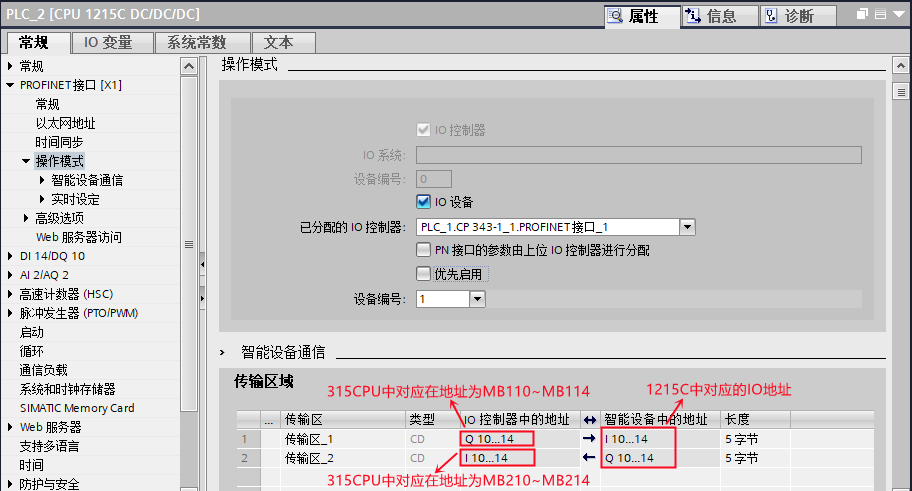 PLC_2 [CPU 1215C DC/DC/DC]
属性
信息
诊断
常规
IO 变量
系统常数
文本
常规
PROFINET接口 [X1]
常规
以太网地址
时间同步
操作模式
智能设备通信
实时设定
高级选项
Web 服务器访问
DI 14/DQ 10
AI 2/AQ 2
高速计数器 (HSC)
脉冲发生器 (PTO/PWM)
启动
循环
通信负载
系统和时钟存储器
SIMATIC Memory Card
Web 服务器
支持多语言
时间
防护与安全
操作模式
IO 控制器
IO 系统:
设备编号: 0
IO 设备
已分配的 IO 控制器: PLC_1.CP 343-1_1.PROFINET接口_1
PN 接口的参数由上位 IO 控制器进行分配
优先启用
设备编号: 1
智能设备通信
传输区域
315CPU中对应在地址为MB110~MB114
1215C中对应的IO地址
... 传输区 类型 IO 控制器中的地址 智能设备中的地址 长度
1 传输区_1 CD Q 10...14 → I 10...14 5 字节
2 传输区_2 CD I 10...14 ← Q 10...14 5 字节
315CPU中对应在地址为MB210~MB214